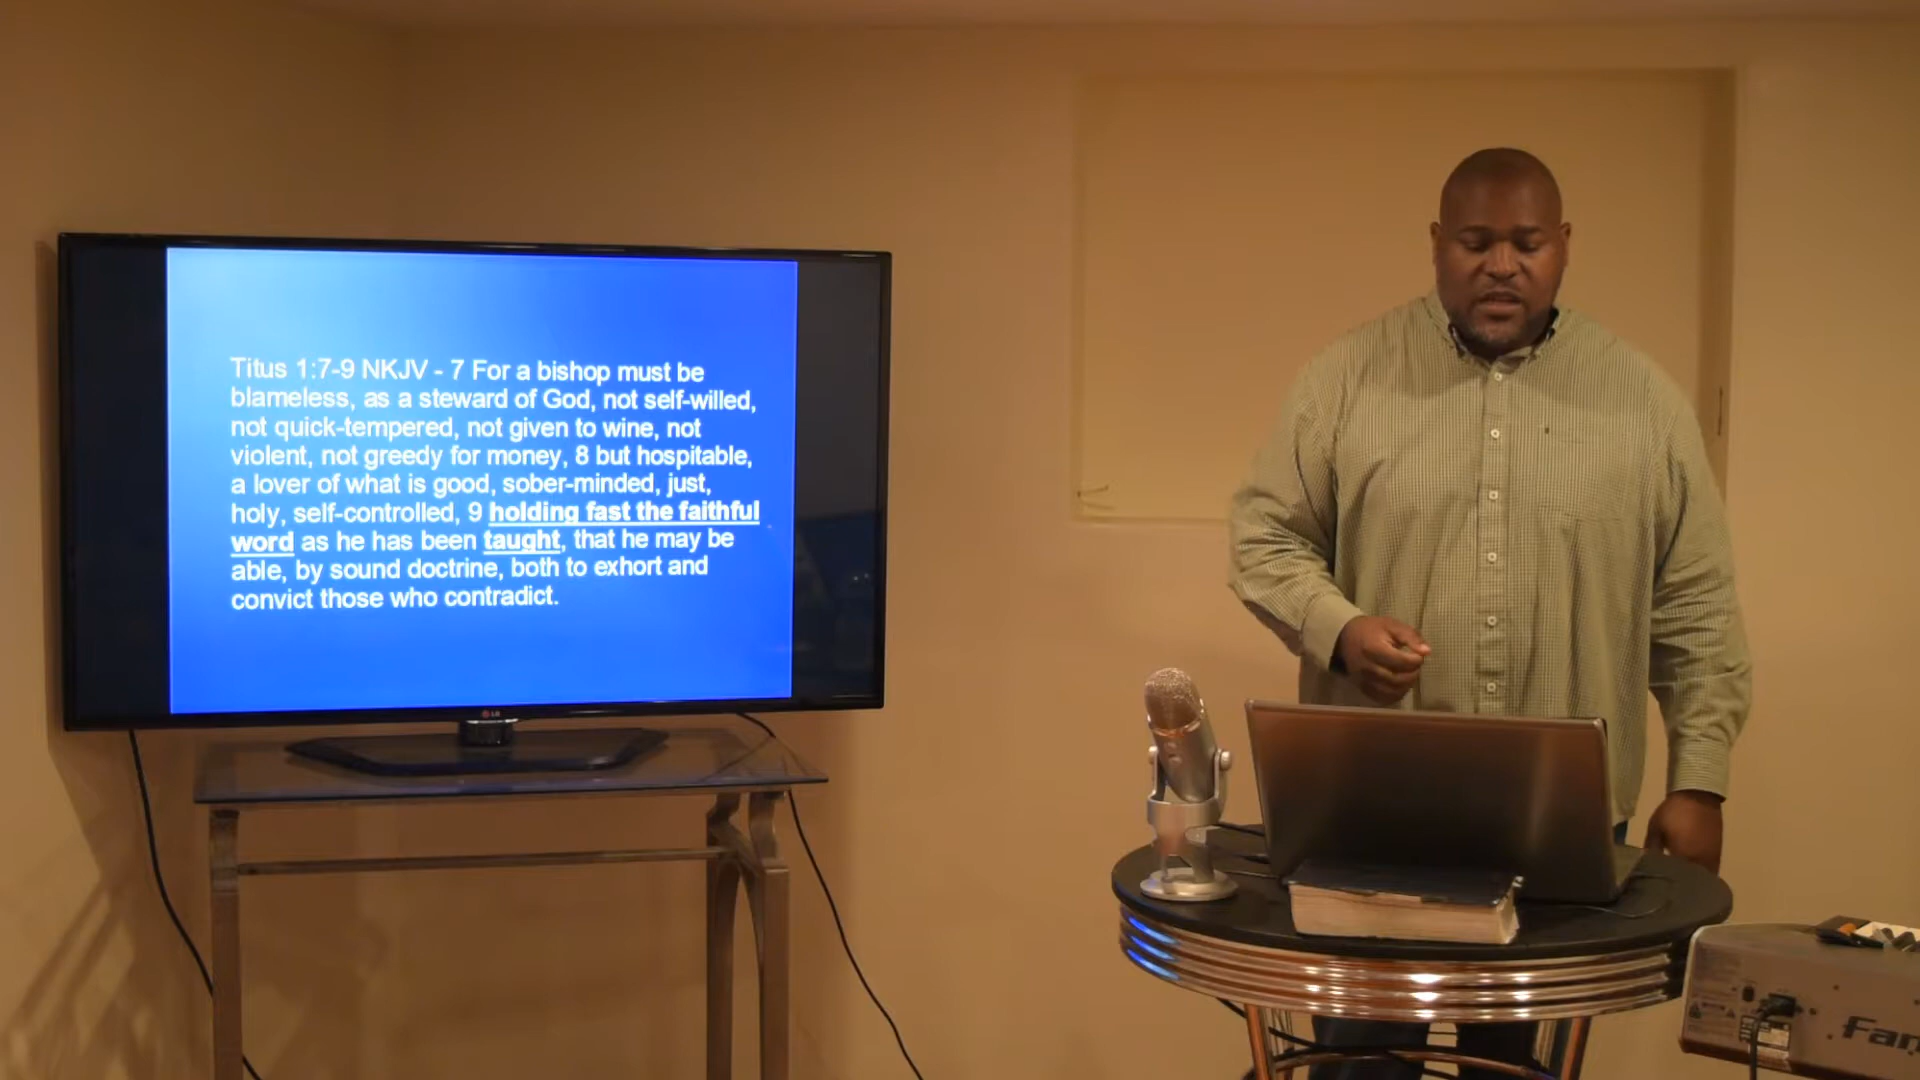 Titus 1:7-9 NKJV - 7 For a bishop must be
blameless, as a steward of God, not self-willed,
not quick-tempered, not given to wine, not
violent, not greedy for money, 8 but hospitable,
a lover of what is good, sober-minded, just,
holy, self-controlled, 9 holding fast the faithful
word as he has been taught, that he may be
able, by sound doctrine, both to exhort and
convict those who contradict.
LG